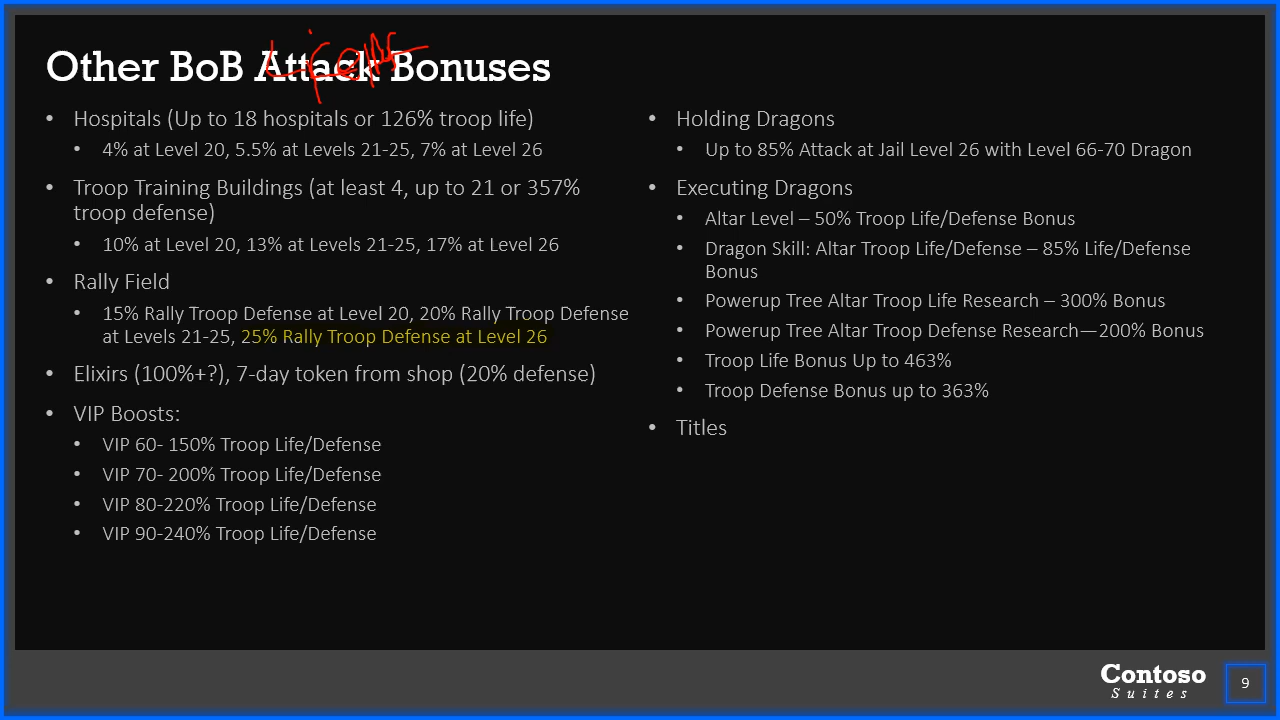 Other BoB Attack Bonuses
• Hospitals (Up to 18 hospitals or 126% troop life)
• 4% at Level 20, 5.5% at Levels 21-25, 7% at Level 26
• Troop Training Buildings (at least 4, up to 21 or 357%
troop defense)
• 10% at Level 20, 13% at Levels 21-25, 17% at Level 26
• Rally Field
• 15% Rally Troop Defense at Level 20, 20% Rally Troop Defense
at Levels 21-25, 25% Rally Troop Defense at Level 26
• Elixirs (100%+?), 7-day token from shop (20% defense)
• VIP Boosts:
• VIP 60- 150% Troop Life/Defense
• VIP 70- 200% Troop Life/Defense
• VIP 80-220% Troop Life/Defense
• VIP 90-240% Troop Life/Defense
• Holding Dragons
• Up to 85% Attack at Jail Level 26 with Level 66-70 Dragon
• Executing Dragons
• Altar Level – 50% Troop Life/Defense Bonus
• Dragon Skill: Altar Troop Life/Defense – 85% Life/Defense
Bonus
• Powerup Tree Altar Troop Life Research – 300% Bonus
• Powerup Tree Altar Troop Defense Research—200% Bonus
• Troop Life Bonus Up to 463%
• Troop Defense Bonus up to 363%
• Titles
Contoso
Suites
9